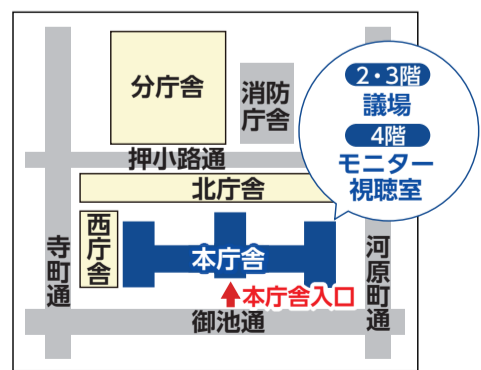 分庁舎
消防
庁舎
2・3階
議場
4階
モニター
視聴室
押小路通
北庁舎
西庁舎
本庁舎
寺町通
河原町通
本庁舎入口
御池通